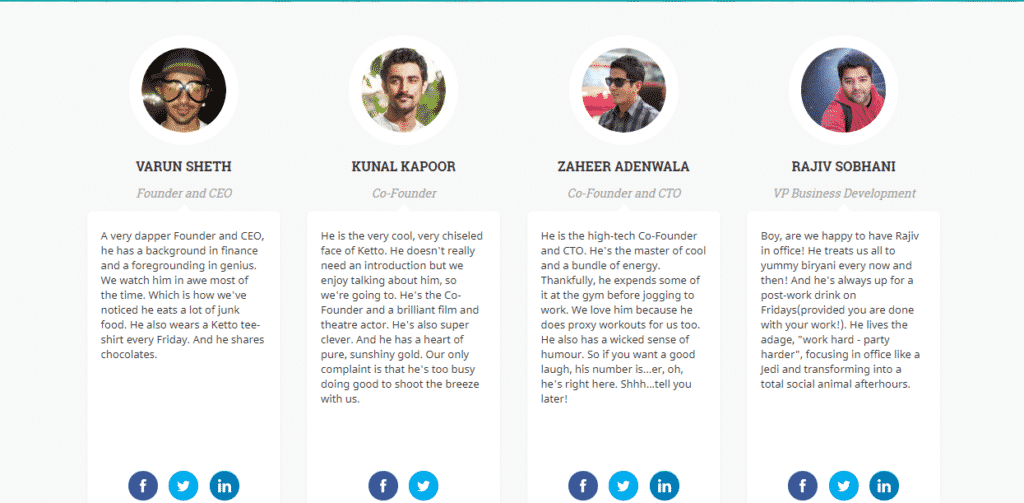 VARUN SHETH
Founder and CEO
A very dapper Founder and CEO,
he has a background in finance
and a foregrounding in genius.
We watch him in awe most of
the time. Which is how we've
noticed he eats a lot of junk
food. He also wears a Ketto tee-
shirt every Friday. And he shares
chocolates.
KUNAL KAPOOR
Co-Founder
He is the very cool, very chiseled
face of Ketto. He doesn't really
need an introduction but we
enjoy talking about him, so
we're going to. He's the Co-
Founder and a brilliant film and
theatre actor. He's also super
clever. And he has a heart of
pure, sunshiny gold. Our only
complaint is that he's too busy
doing good to shoot the breeze
with us.
ZAHEER ADENWALA
Co-Founder and CTO
He is the high-tech Co-Founder
and CTO. He's the master of cool
and a bundle of energy.
Thankfully, he expends some of
it at the gym before jogging to
work. We love him because he
does proxy workouts for us too.
He also has a wicked sense of
humour. So if you want a good
laugh, his number is...er, oh,
he's right here. Shhh...tell you
later!
RAJIV SOBHANI
VP Business Development
Boy, are we happy to have Rajiv
in office! He treats us all to
yummy biryani every now and
then! And he's always up for a
post-work drink on
Fridays(provided you are done
with your work!). He lives the
adage, "work hard - party
harder", focusing in office like a
Jedi and transforming into a
total social animal afterhours.